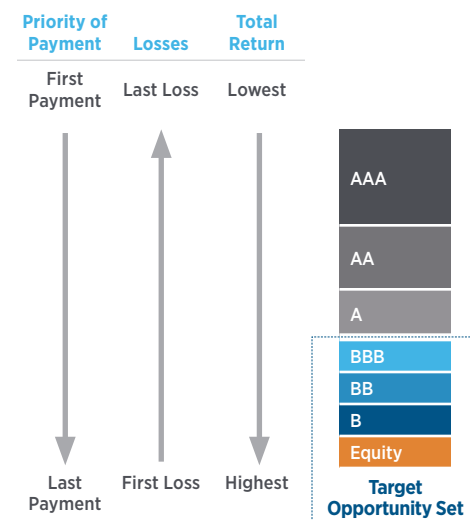 Priority of
Payment
Losses
Total
Return
First
Payment
Last Loss
Lowest
AAA
AA
A
BBB
BB
B
Equity
Last
Payment
First Loss
Highest
Target
Opportunity Set